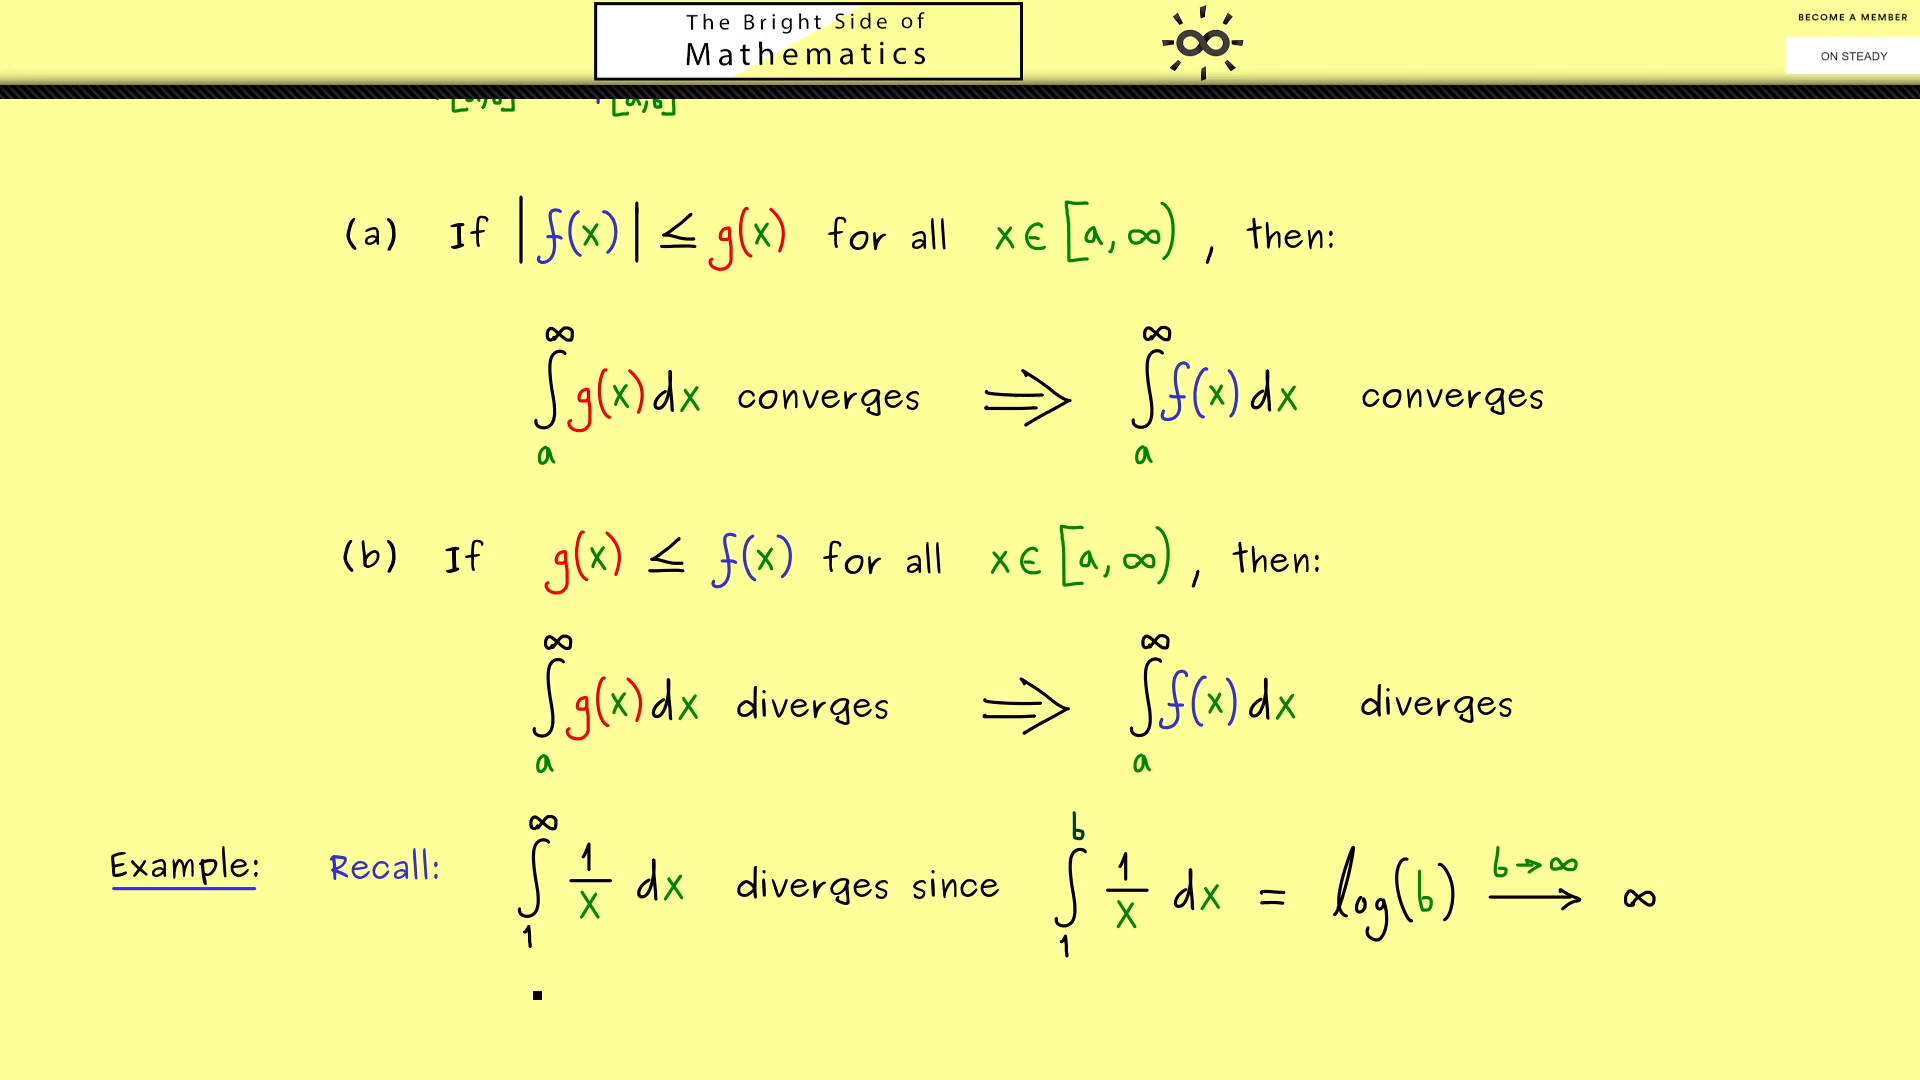 The Bright Side of
Mathematics
BECOME A MEMBER
ON STEADY
[a,b] [a,b]
(a) If |f(x)| ≤ g(x) for all x ∈ [a, ∞) , then:
∫_a^∞ g(x) dx converges ⟹ ∫_a^∞ f(x) dx converges
(b) If g(x) ≤ f(x) for all x ∈ [a, ∞) , then:
∫_a^∞ g(x) dx diverges ⟹ ∫_a^∞ f(x) dx diverges
Example: Recall: ∫_1^∞ 1/x dx diverges since ∫_1^b 1/x dx = log(b) ⟶^{b→∞} ∞